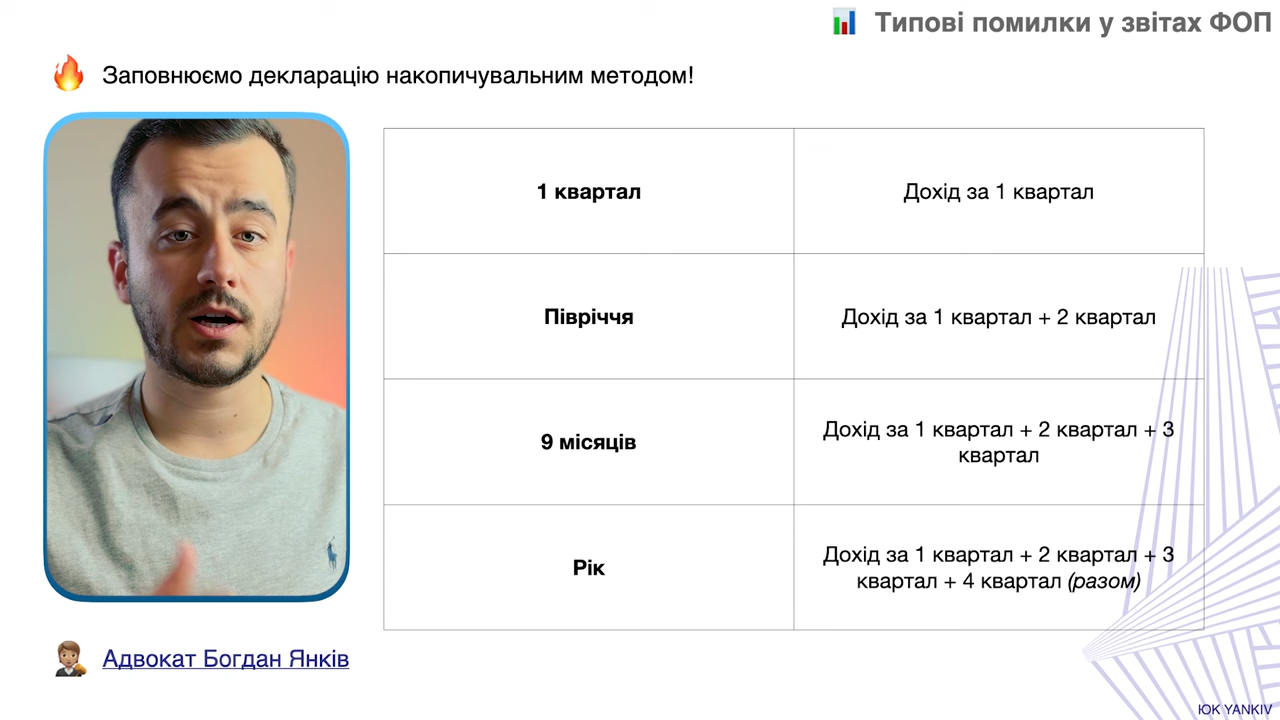 Типові помилки у звітах ФОП
Заповнюємо декларацію накопичувальним методом!
1 квартал
Дохід за 1 квартал
Півріччя
Дохід за 1 квартал + 2 квартал
9 місяців
Дохід за 1 квартал + 2 квартал + 3
квартал
Рік
Дохід за 1 квартал + 2 квартал + 3
квартал + 4 квартал (разом)
Адвокат Богдан Янків
ЮК YANKIV